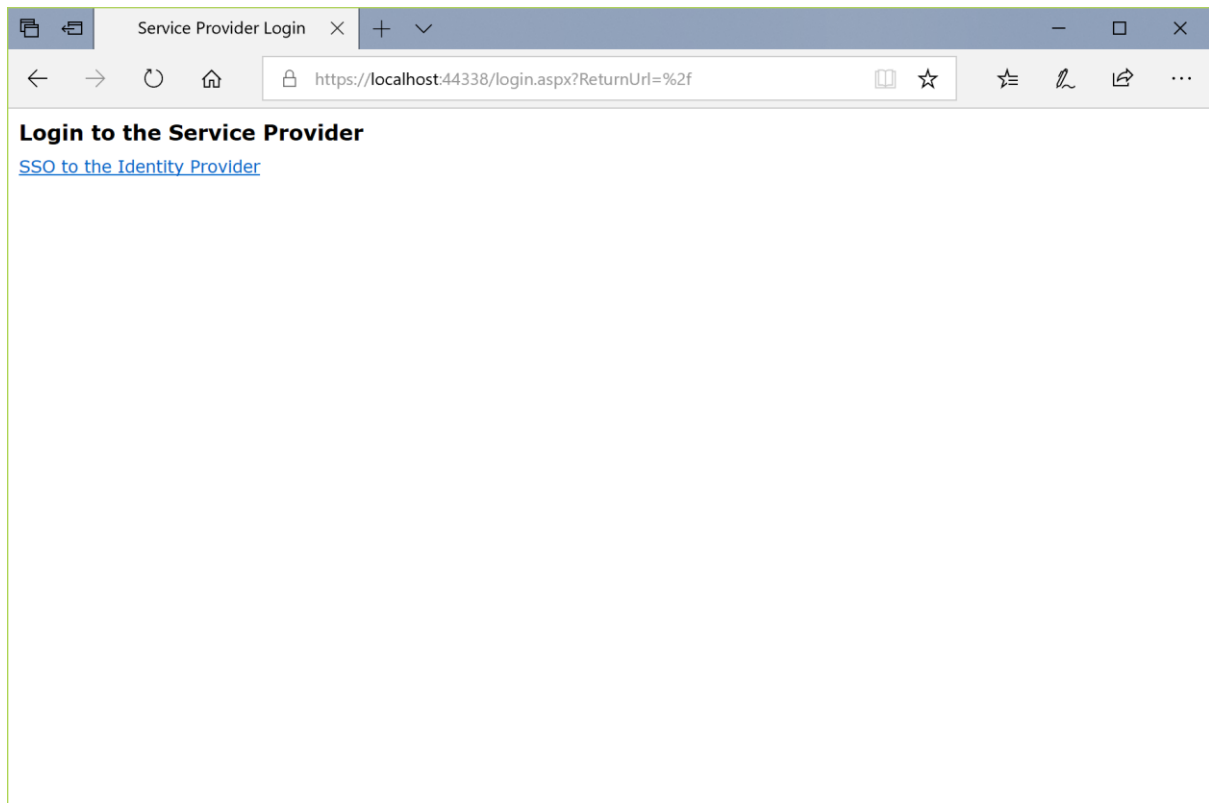 Service Provider Login
https://localhost:44338/login.aspx?ReturnUrl=%2f
Login to the Service Provider
SSO to the Identity Provider